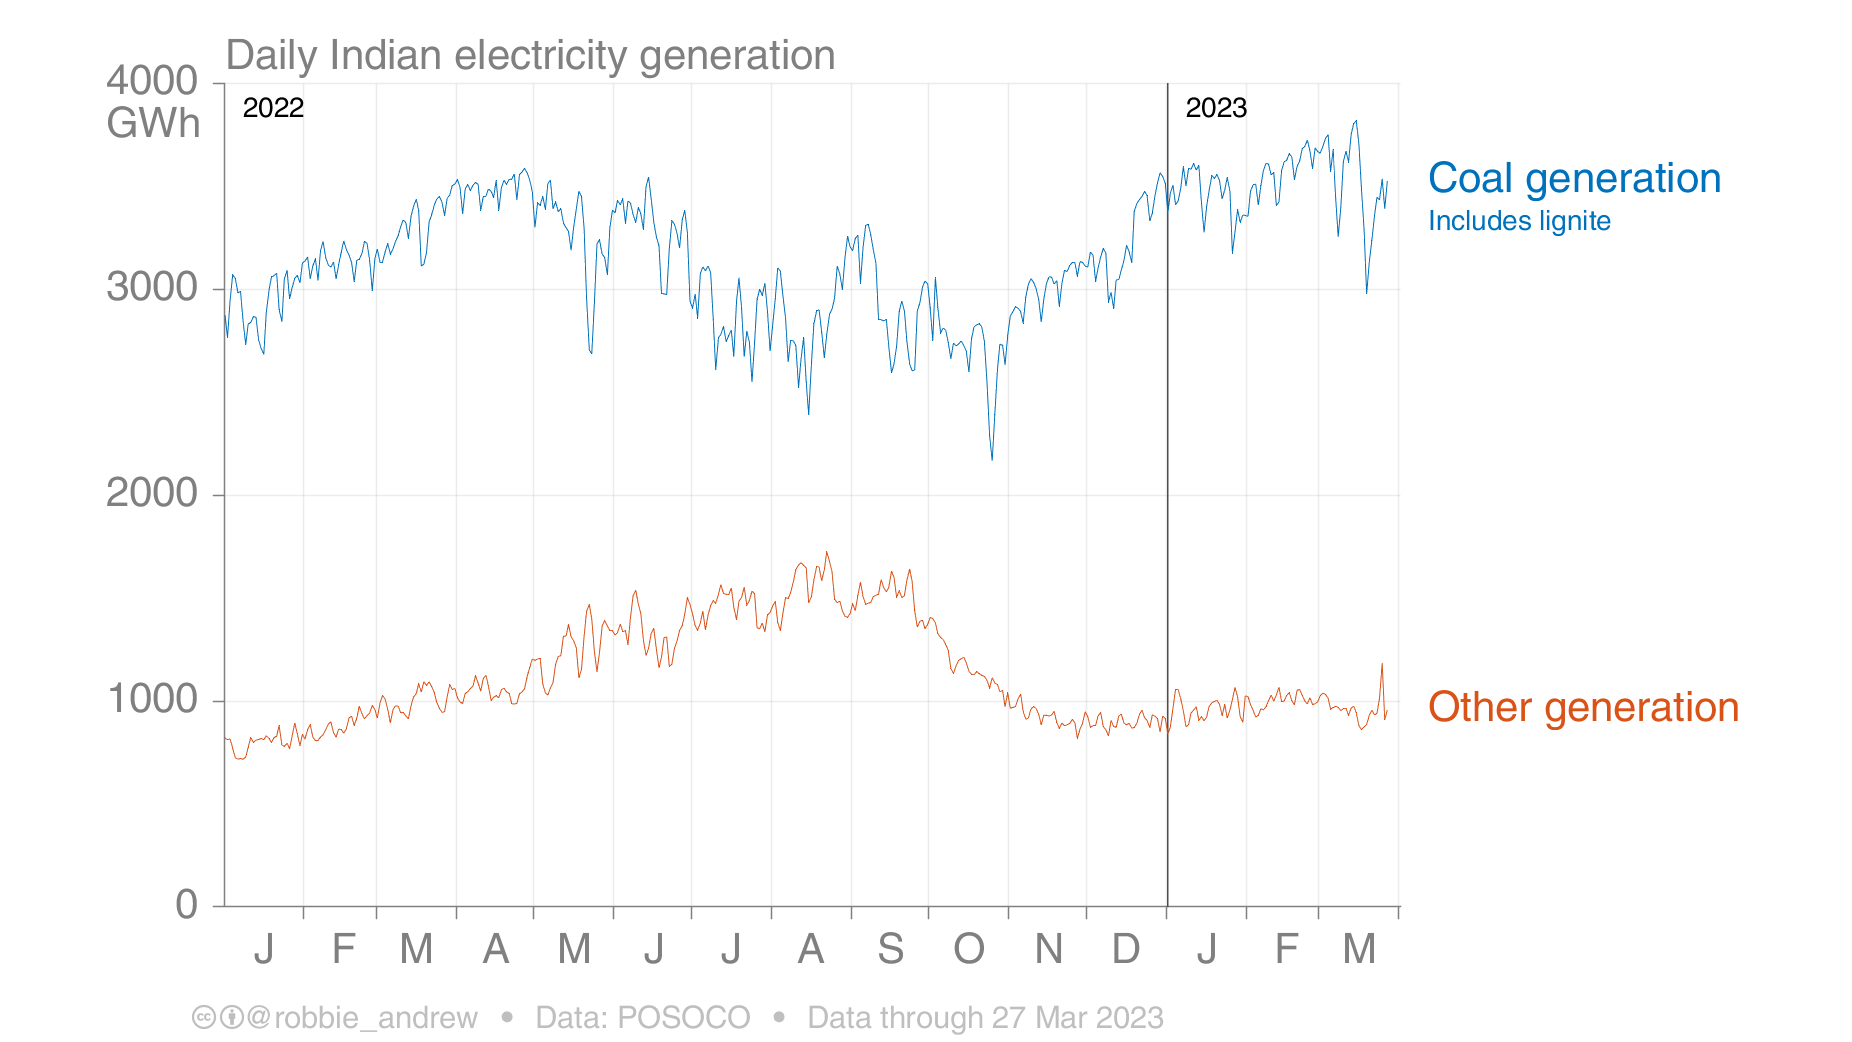 Daily Indian electricity generation
4000
GWh
2022
2023
Coal generation
Includes lignite
3000
2000
1000
Other generation
0
J F M A M J J A S O N D J F M
cc @robbie_andrew • Data: POSOCO • Data through 27 Mar 2023